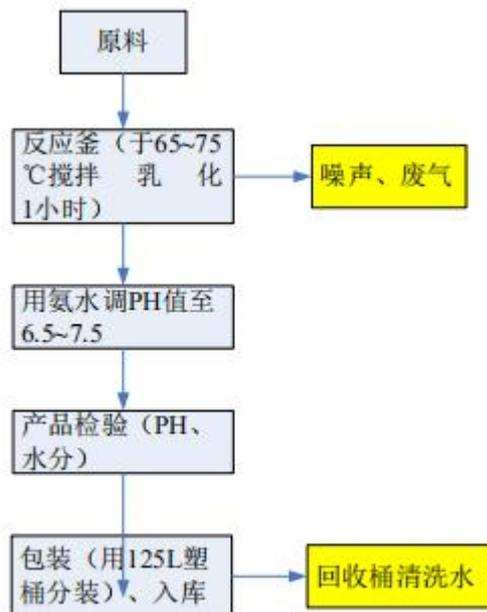 原料
反应釜（于65~75
℃搅拌 乳 化
1小时）
噪声、废气
用氨水调PH值至
6.5~7.5
产品检验（PH、
水分）
包装（用125L塑
桶分装）、入库
回收桶清洗水